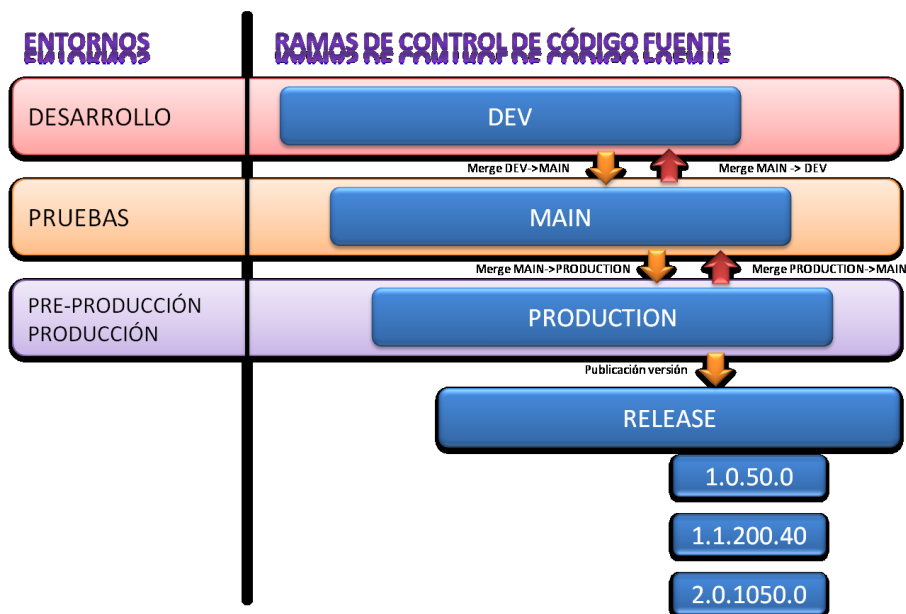 ENTORNOS
RAMAS DE CONTROL DE CÓDIGO FUENTE
DESARROLLO
DEV
Merge DEV->MAIN
Merge MAIN -> DEV
PRUEBAS
MAIN
Merge MAIN->PRODUCTION
Merge PRODUCTION->MAIN
PRE-PRODUCCIÓN
PRODUCCIÓN
PRODUCTION
Publicación versión
RELEASE
1.0.50.0
1.1.200.40
2.0.1050.0